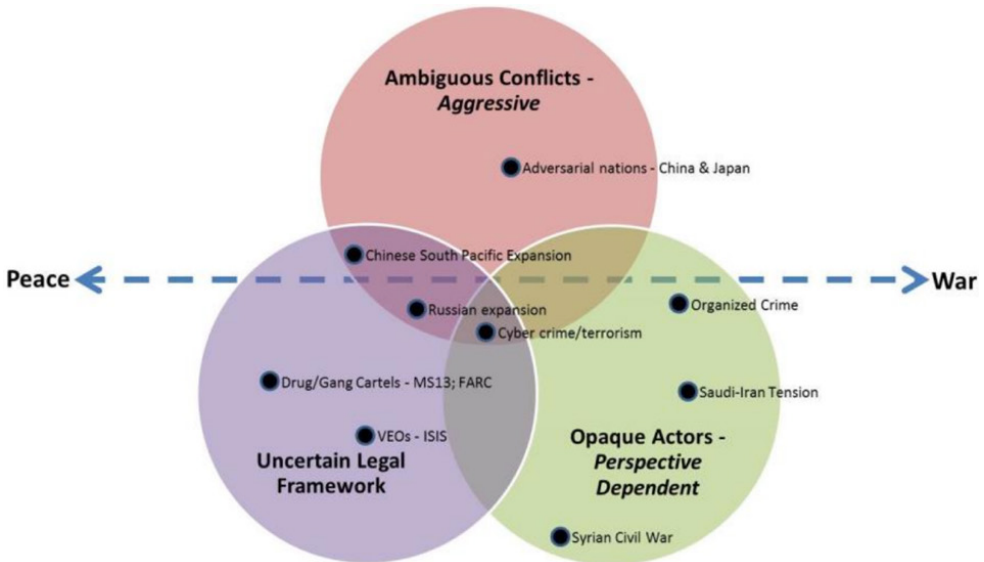 Ambiguous Conflicts -
Aggressive
Adversarial nations - China & Japan
Chinese South Pacific Expansion
Peace
War
Russian expansion
Organized Crime
Cyber crime/terrorism
Drug/Gang Cartels - MS13; FARC
Saudi-Iran Tension
VEOs - ISIS
Uncertain Legal
Framework
Opaque Actors -
Perspective
Dependent
Syrian Civil War